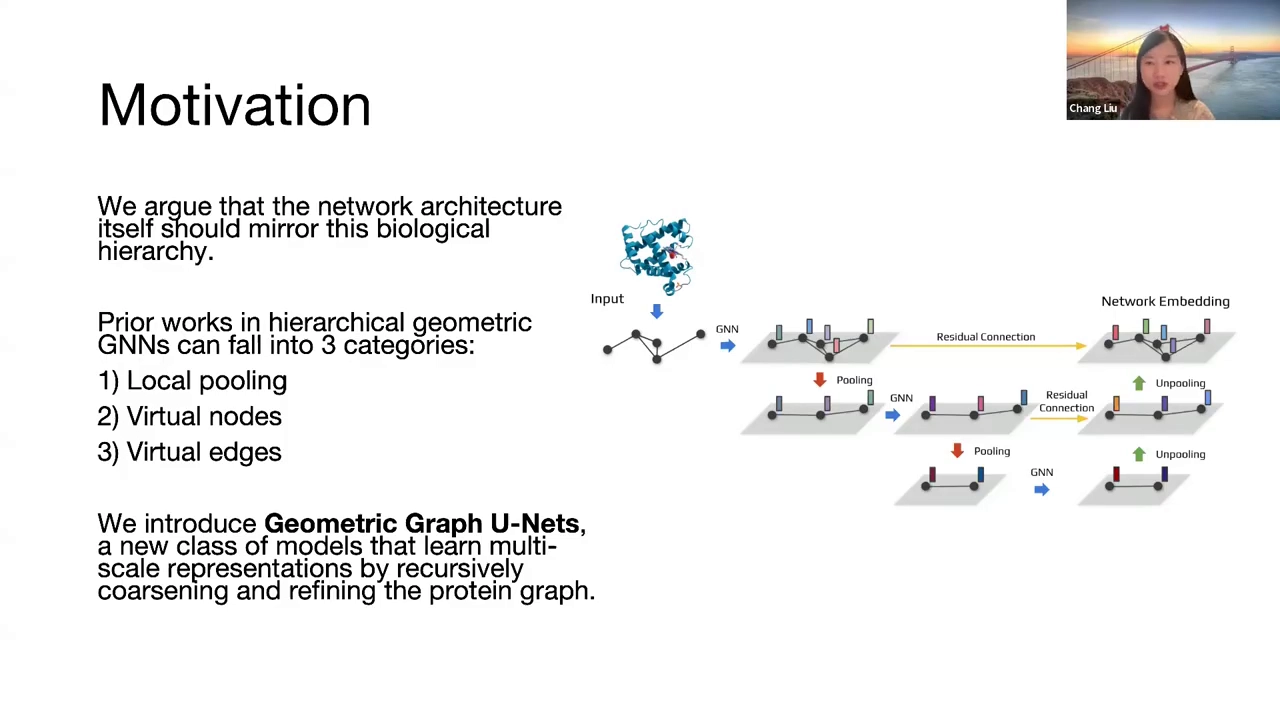 Motivation
Chang Liu
We argue that the network architecture
itself should mirror this biological
hierarchy.
Prior works in hierarchical geometric
GNNs can fall into 3 categories:
1) Local pooling
2) Virtual nodes
3) Virtual edges
We introduce Geometric Graph U-Nets,
a new class of models that learn multi-
scale representations by recursively
coarsening and refining the protein graph.
Input
GNN
Residual Connection
Network Embedding
Pooling
GNN
Residual
Connection
Unpooling
Pooling
GNN
Unpooling